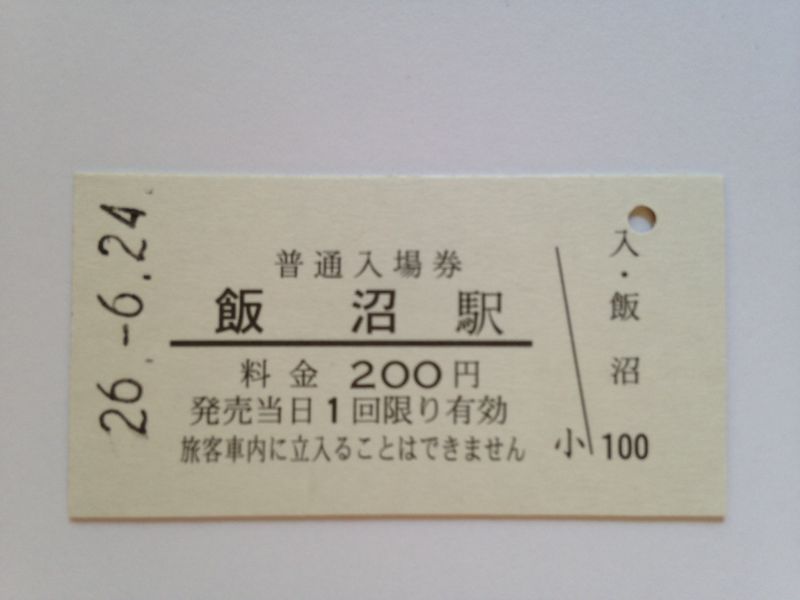 26.-6.24
普通入場券
飯沼駅
料金 200円
発売当日1回限り有効
旅客車内に立入ることはできません
入・飯沼
小 100